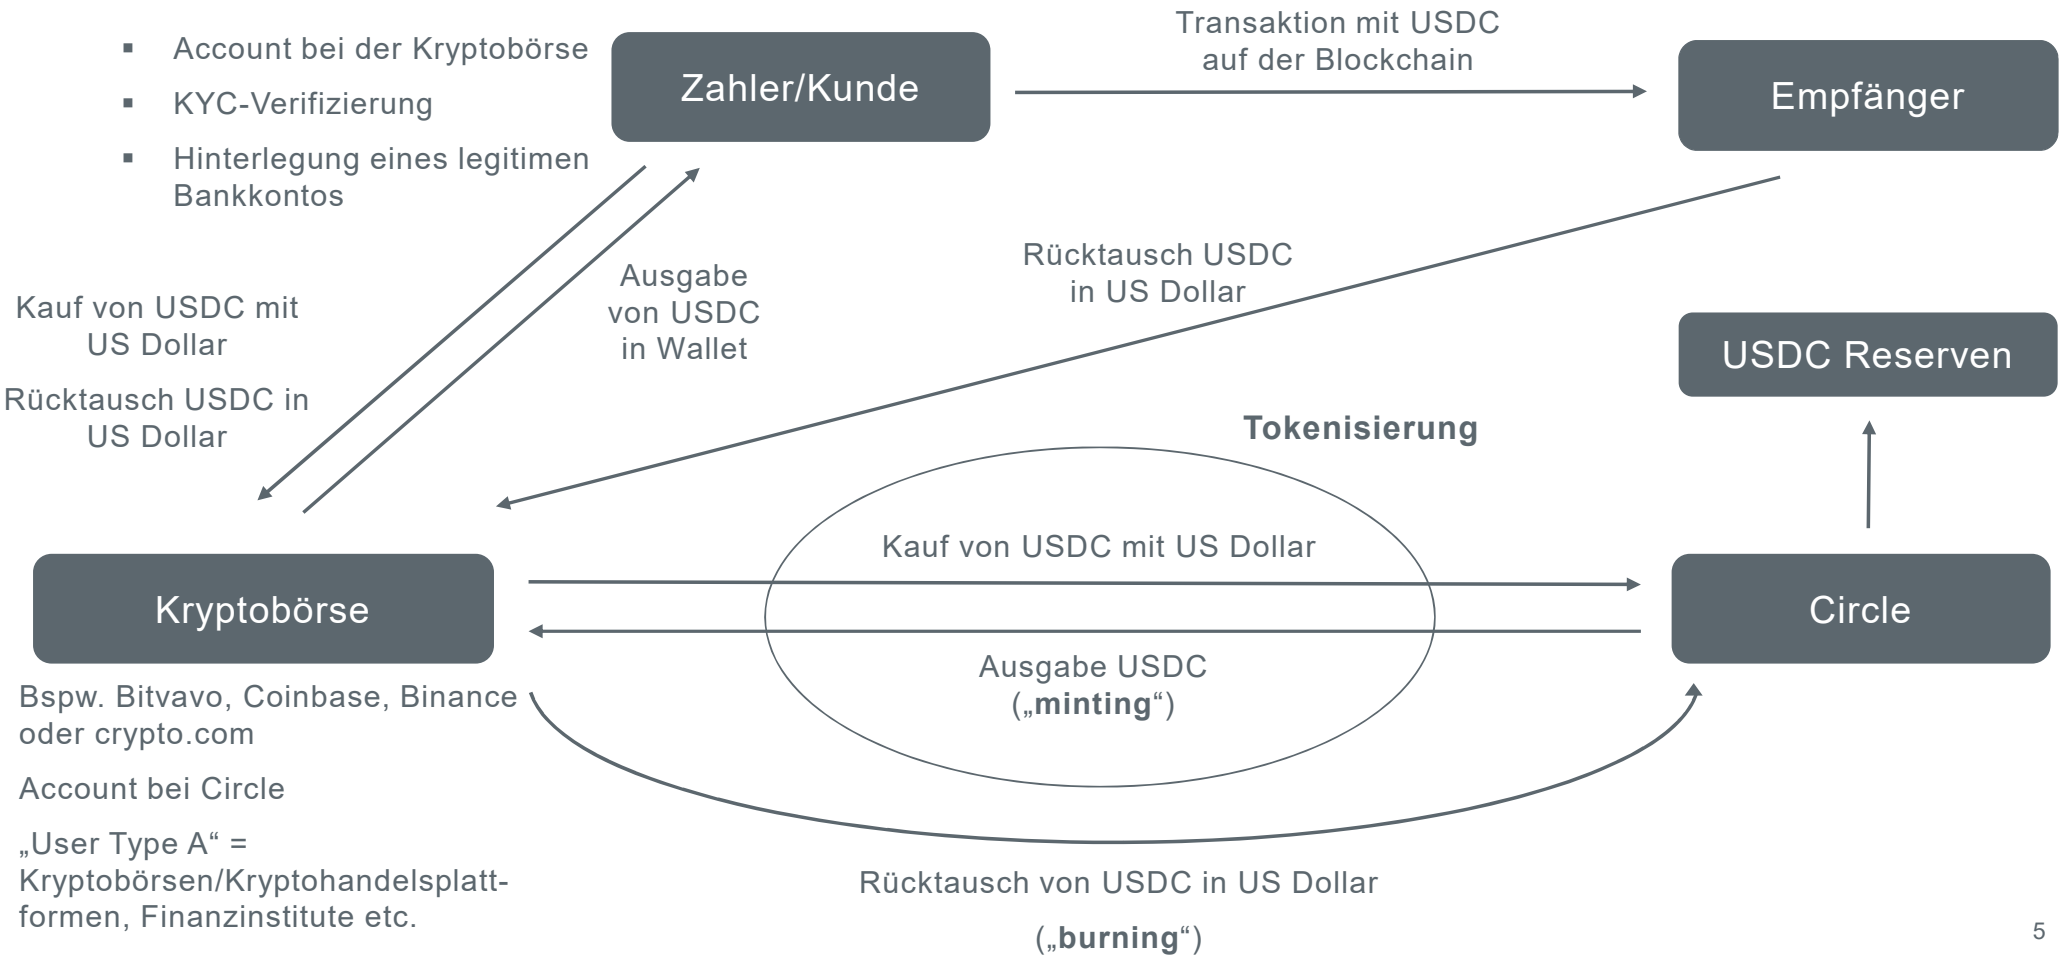 ▪ Account bei der Kryptobörse
▪ KYC-Verifizierung
▪ Hinterlegung eines legitimen
Bankkontos
Zahler/Kunde
Transaktion mit USDC
auf der Blockchain
Empfänger
Kauf von USDC mit
US Dollar
Rücktausch USDC in
US Dollar
Ausgabe
von USDC
in Wallet
Rücktausch USDC
in US Dollar
USDC Reserven
Tokenisierung
Kauf von USDC mit US Dollar
Kryptobörse
Circle
Ausgabe USDC
(„minting“)
Bspw. Bitvavo, Coinbase, Binance
oder crypto.com
Account bei Circle
„User Type A“ =
Kryptobörsen/Kryptohandelsplatt-
formen, Finanzinstitute etc.
Rücktausch von USDC in US Dollar
(„burning“)
5